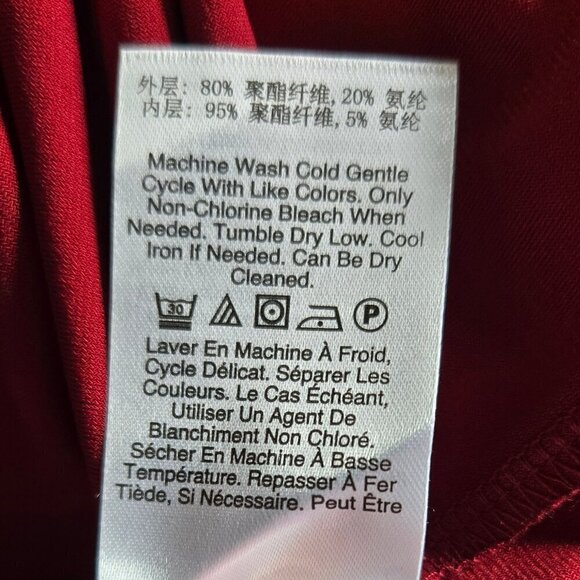 外层: 80% 聚酯纤维,20% 氨纶
内层: 95% 聚酯纤维,5% 氨纶
Machine Wash Cold Gentle
Cycle With Like Colors. Only
Non-Chlorine Bleach When
Needed. Tumble Dry Low. Cool
Iron If Needed. Can Be Dry
Cleaned.
30 P
Laver En Machine À Froid,
Cycle Délicat. Séparer Les
Couleurs. Le Cas Échéant,
Utiliser Un Agent De
Blanchiment Non Chloré.
Sécher En Machine À Basse
Température. Repasser À Fer
Tiède, Si Nécessaire. Peut Être